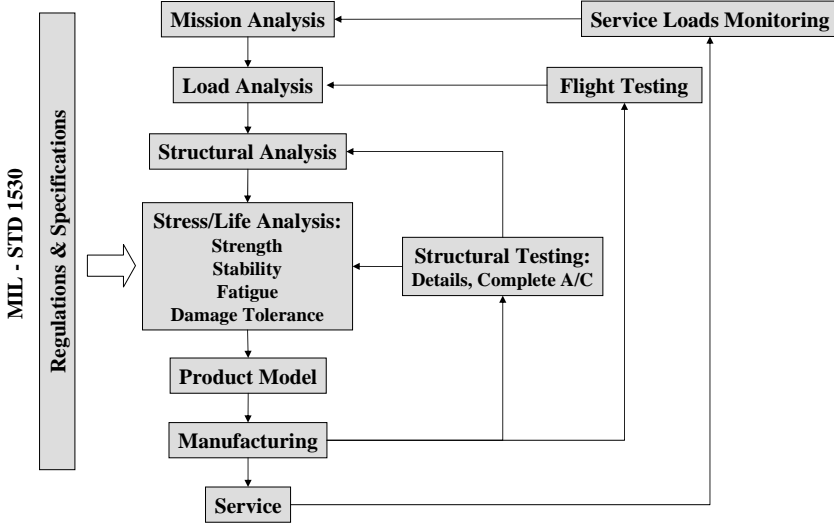 Mission Analysis
Service Loads Monitoring
Load Analysis
Flight Testing
Structural Analysis
MIL - STD 1530
Regulations & Specifications
Stress/Life Analysis:
Strength
Stability
Fatigue
Damage Tolerance
Structural Testing:
Details, Complete A/C
Product Model
Manufacturing
Service